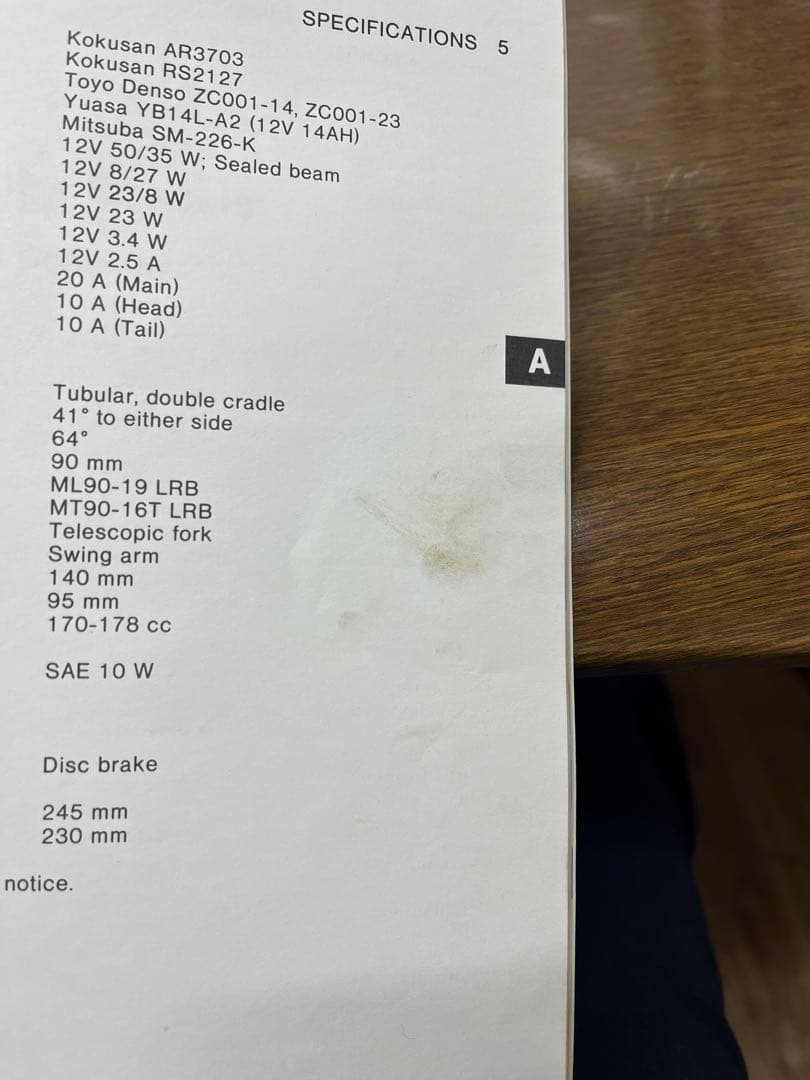 SPECIFICATIONS 5
Kokusan AR3703
Kokusan RS2127
Toyo Denso ZC001-14, ZC001-23
Yuasa YB14L-A2 (12V 14AH)
Mitsuba SM-226-K
12V 50/35 W; Sealed beam
12V 8/27 W
12V 23/8 W
12V 23 W
12V 3.4 W
12V 2.5 A
20 A (Main)
10 A (Head)
10 A (Tail)
A
Tubular, double cradle
41° to either side
64°
90 mm
ML90-19 LRB
MT90-16T LRB
Telescopic fork
Swing arm
140 mm
95 mm
170-178 cc
SAE 10 W
Disc brake
245 mm
230 mm
notice.